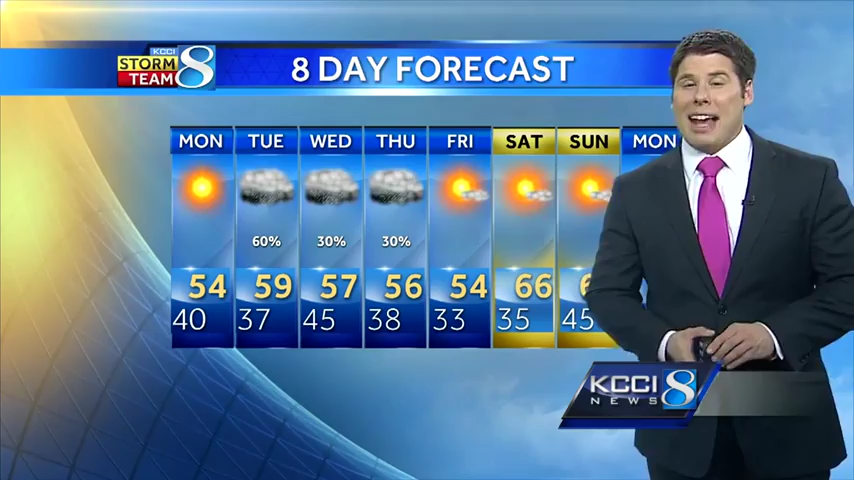 KCCI
STORM
TEAM 8
8 DAY FORECAST
MON TUE WED THU FRI SAT SUN MON
60% 30% 30%
54 59 57 56 54 66
40 37 45 38 33 35 45
KCCI 8
NEWS